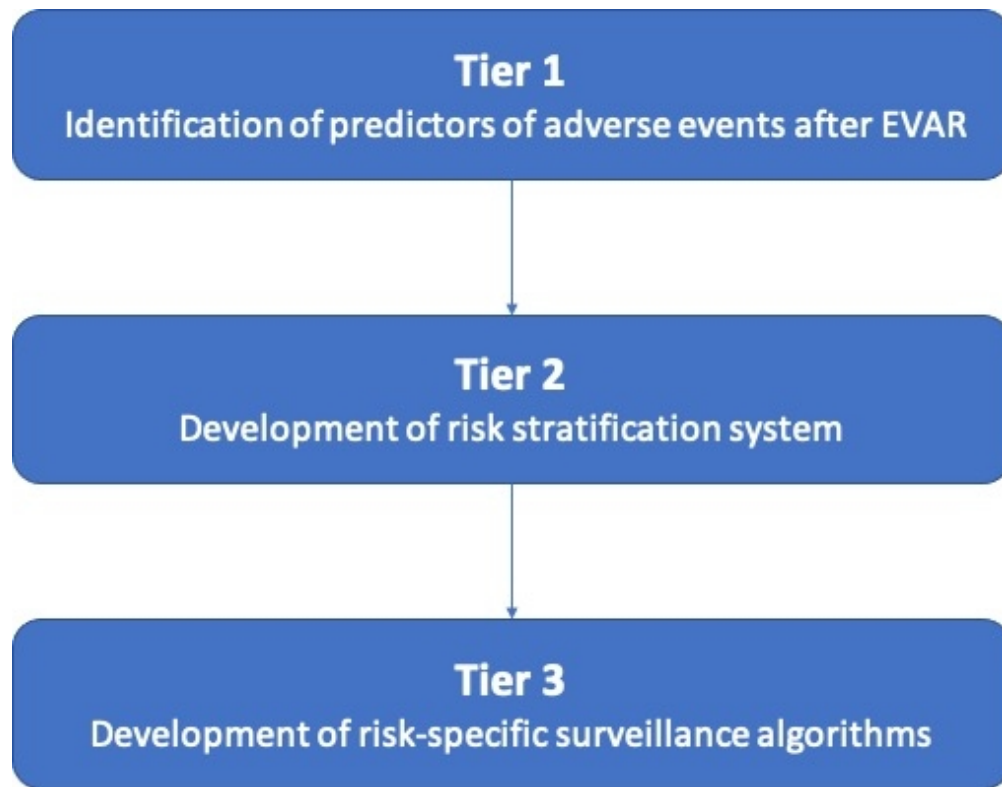 Tier 1
Identification of predictors of adverse events after EVAR
Tier 2
Development of risk stratification system
Tier 3
Development of risk-specific surveillance algorithms